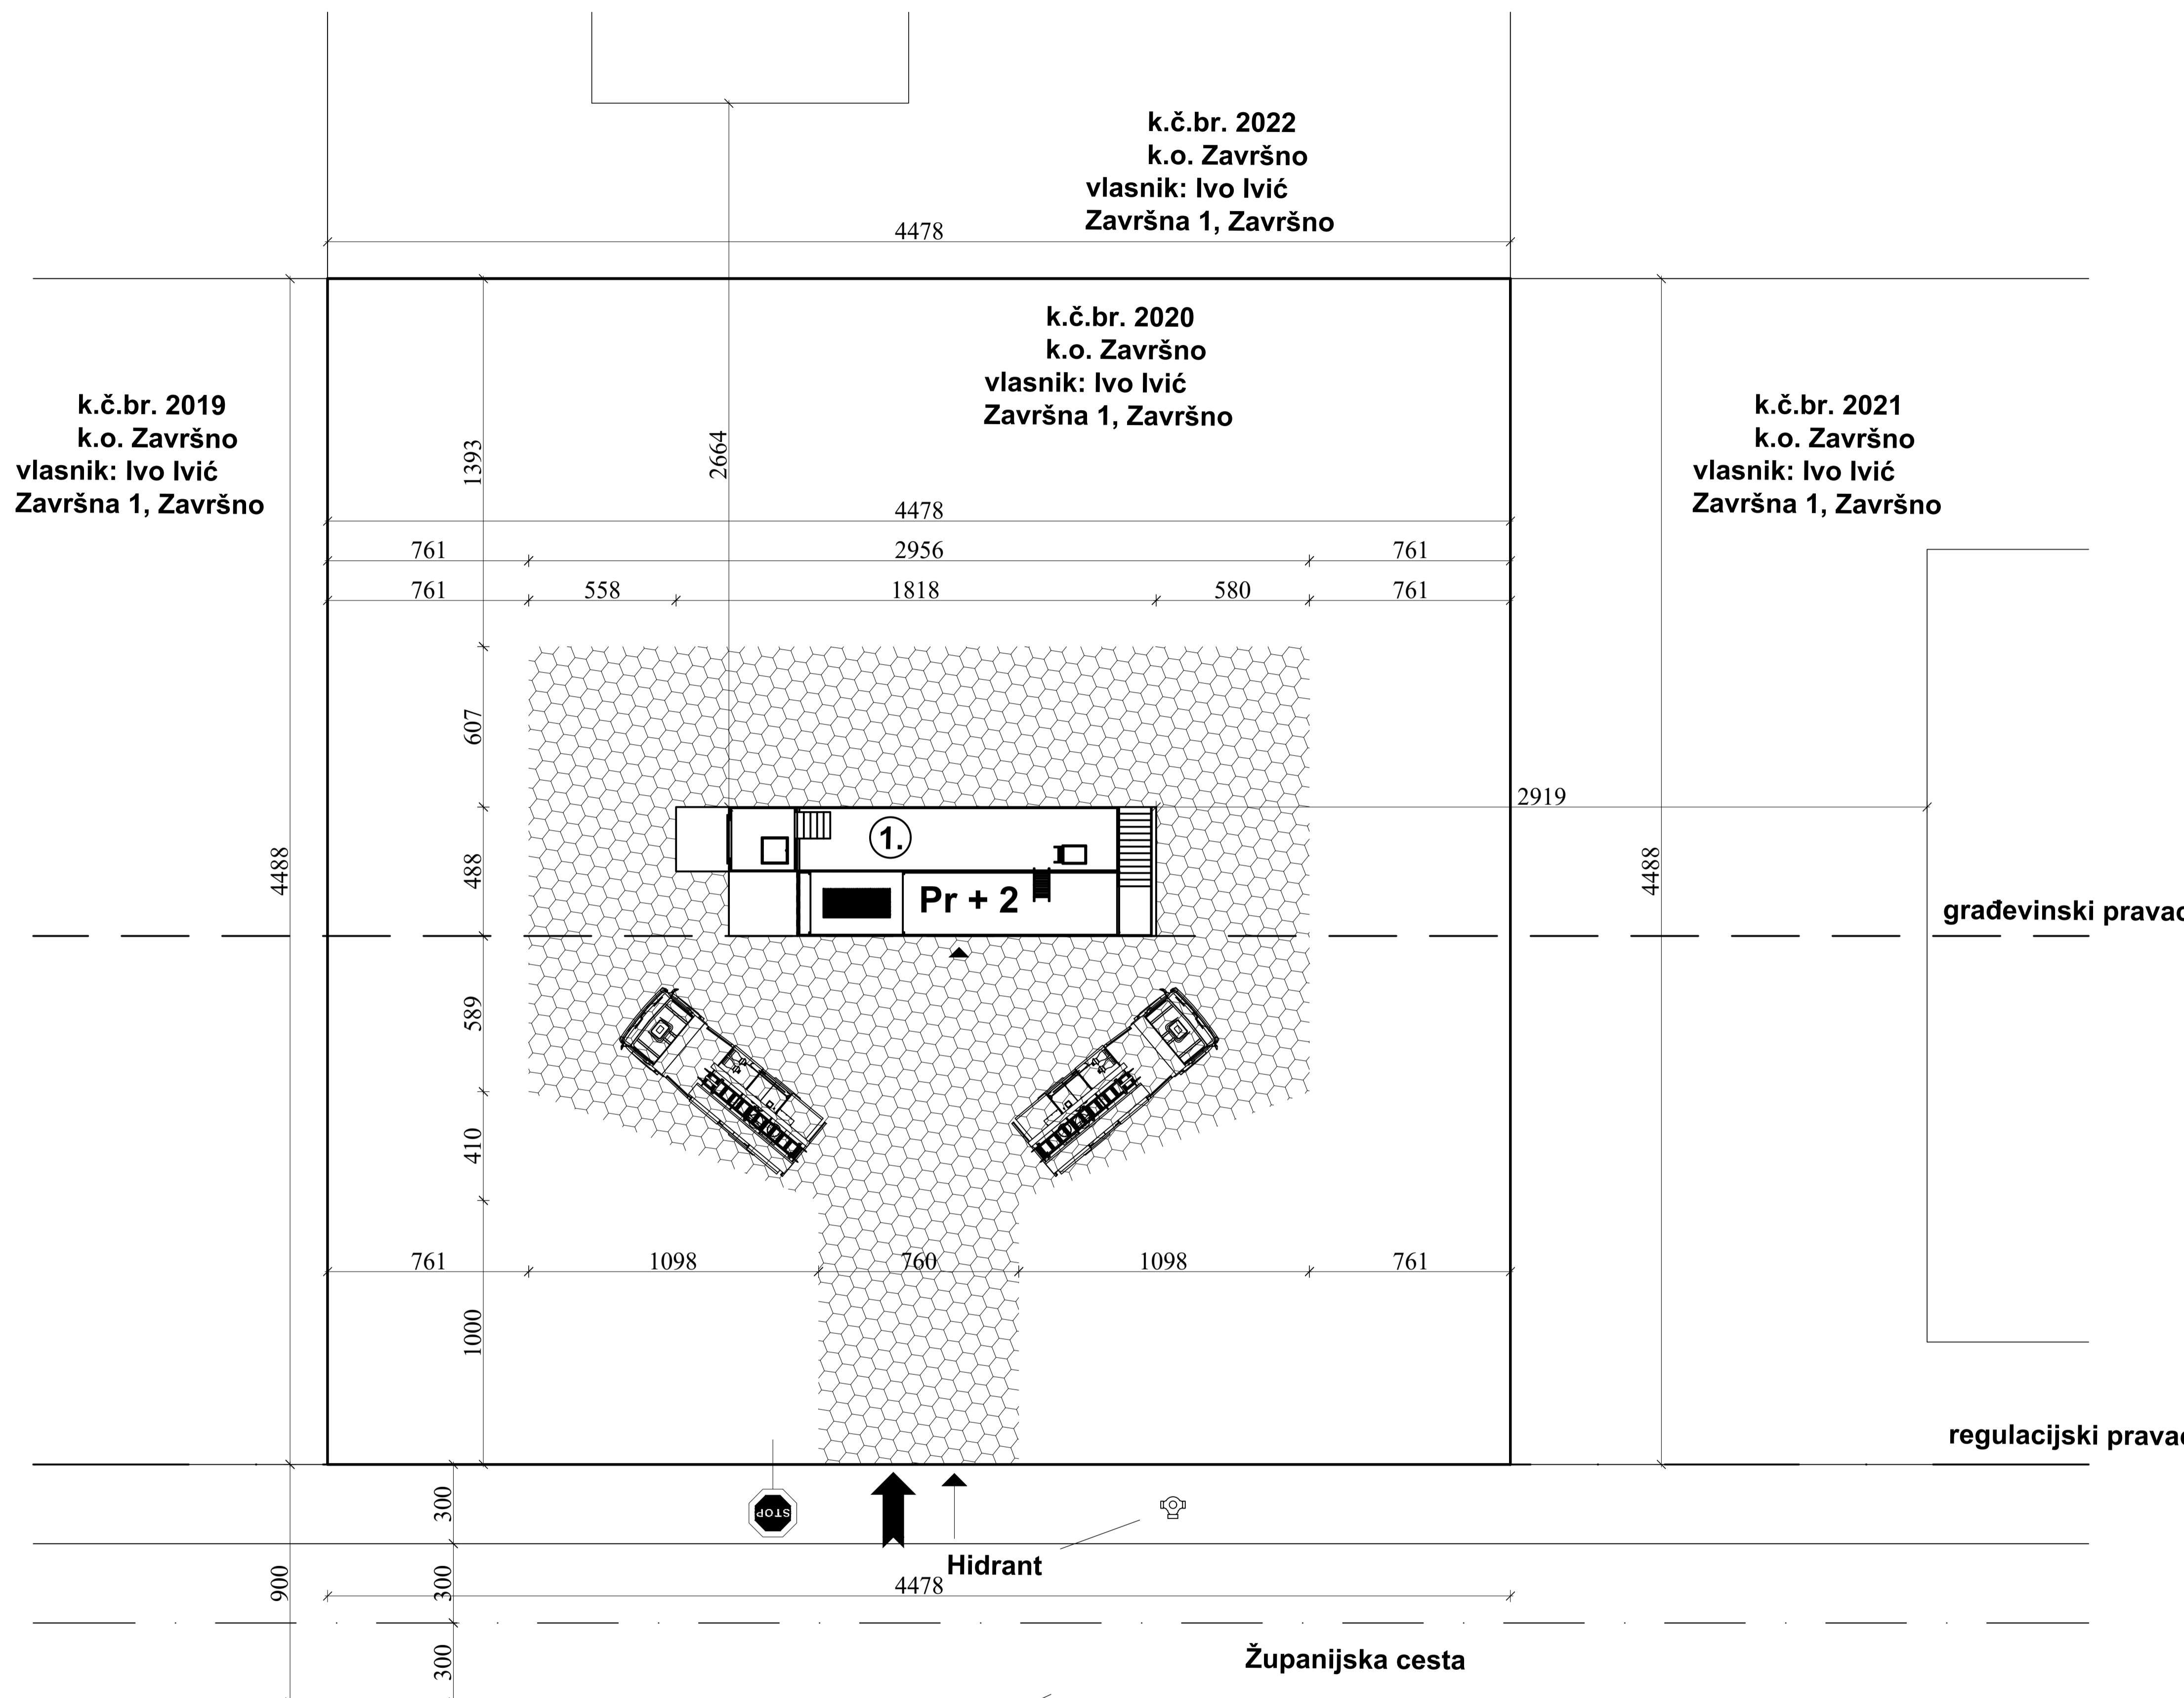 k.č.br. 2022
k.o. Završno
vlasnik: Ivo Ivić
Završna 1, Završno
4478
k.č.br. 2020
k.o. Završno
vlasnik: Ivo Ivić
Završna 1, Završno
k.č.br. 2019
k.o. Završno
vlasnik: Ivo Ivić
Završna 1, Završno
k.č.br. 2021
k.o. Završno
vlasnik: Ivo Ivić
Završna 1, Završno
1393
2664
4478
761 2956 761
761 558 1818 580 761
607
2919
1.
488
4488
4488
Pr + 2
građevinski pravac
589
410
761 1098 760 1098 761
1000
regulacijski pravac
300
STOP
Hidrant
900
300
4478
300
Županijska cesta